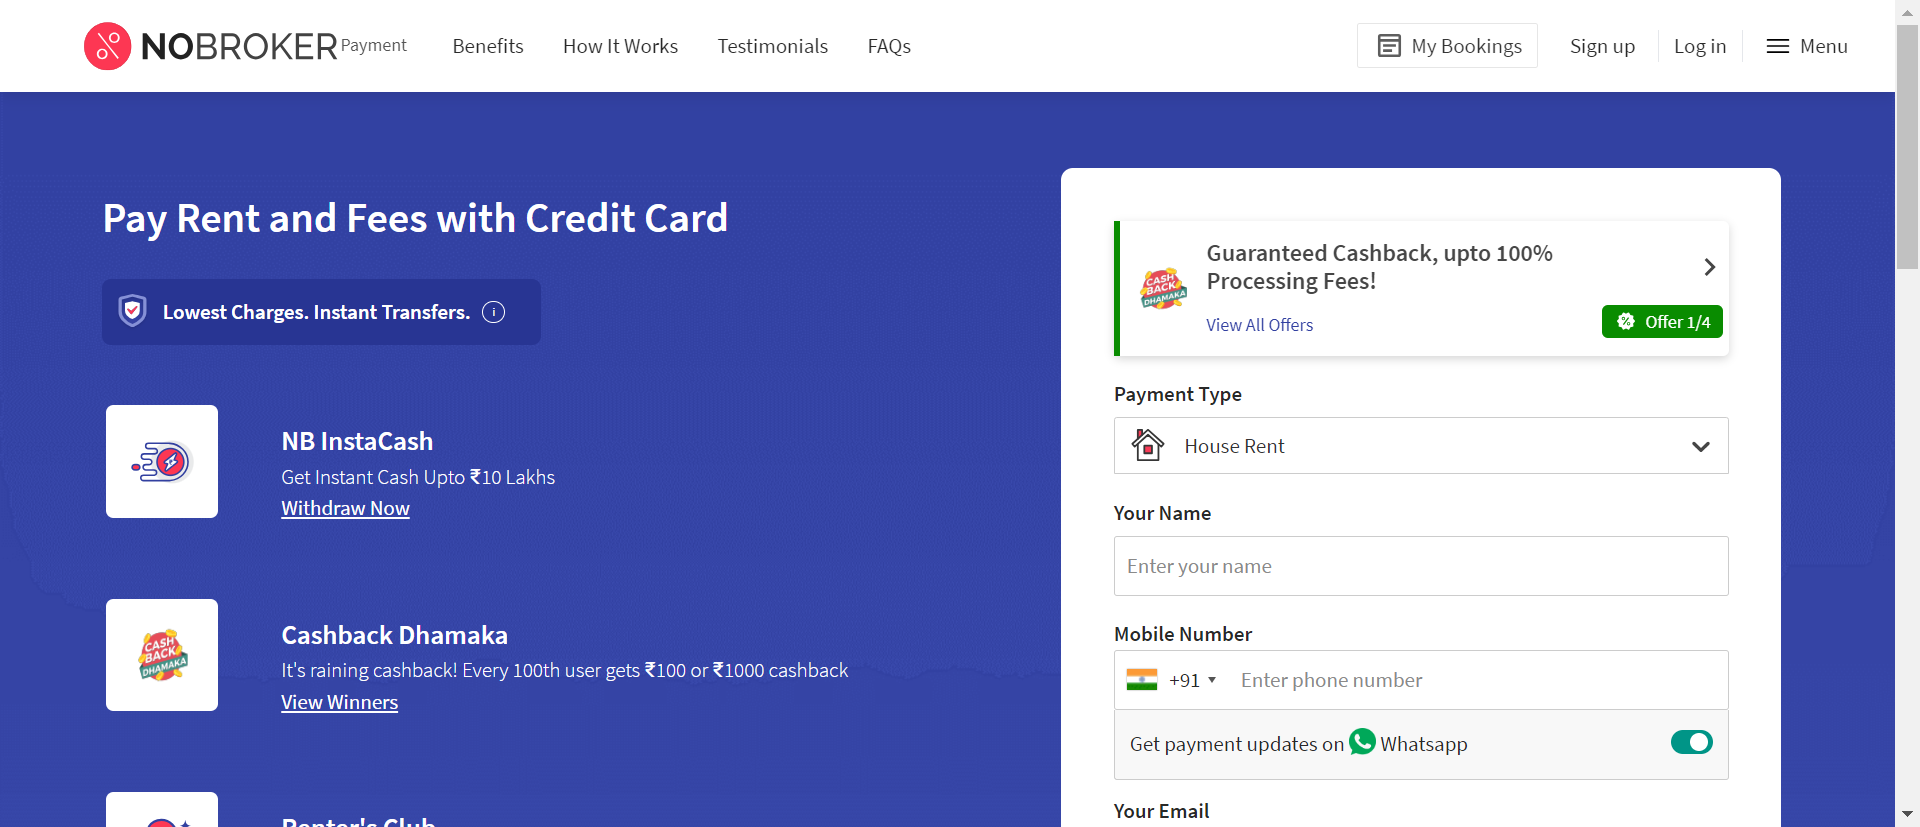 NOBROKER Payment
Benefits
How It Works
Testimonials
FAQs
My Bookings
Sign up
Log in
Menu
Pay Rent and Fees with Credit Card
Lowest Charges. Instant Transfers.
NB InstaCash
Get Instant Cash Upto ₹10 Lakhs
Withdraw Now
CASH
BACK
DHAMAKA
Cashback Dhamaka
It's raining cashback! Every 100th user gets ₹100 or ₹1000 cashback
View Winners
Renter's Club
CASH
BACK
DHAMAKA
Guaranteed Cashback, upto 100%
Processing Fees!
View All Offers
Offer 1/4
Payment Type
House Rent
Your Name
Enter your name
Mobile Number
+91
Enter phone number
Get payment updates on Whatsapp
Your Email